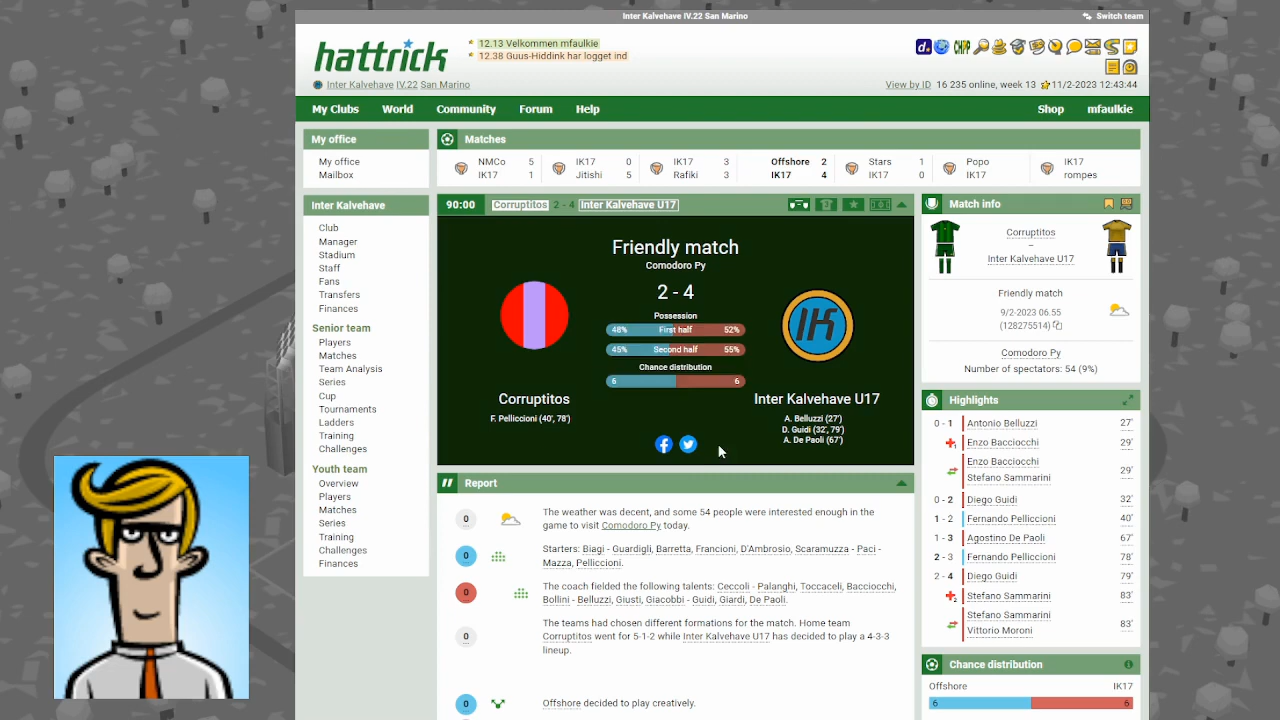 Inter Kalvehave IV.22 San Marino
Switch team
hattrick
12.13 Velkommen mfaulkie
12.38 Guus-Hiddink har logget ind
Inter Kalvehave IV.22 San Marino
View by ID 16 235 online, week 13 11/2-2023 12:43:44
My Clubs World Community Forum Help Shop mfaulkie
My office
My office
Mailbox
Inter Kalvehave
Club
Manager
Stadium
Staff
Fans
Transfers
Finances
Senior team
Players
Matches
Team Analysis
Series
Cup
Tournaments
Ladders
Training
Challenges
Youth team
Overview
Players
Matches
Series
Training
Challenges
Finances
Matches
NMCo 5 IK17 0 IK17 3 Offshore 2 Stars 1 Popo IK17
IK17 1 Jitishi 5 Rafiki 3 IK17 4 IK17 0 IK17 rompes
90:00 Corruptitos 2 - 4 Inter Kalvehave U17
Friendly match
Comodoro Py
2 - 4
Possession
48% First half 52%
45% Second half 55%
Chance distribution
6 6
IK
Corruptitos
F. Pelliccioni (40', 78')
Inter Kalvehave U17
A. Belluzzi (27')
D. Guidi (32', 79')
A. De Paoli (67')
Report
0 The weather was decent, and some 54 people were interested enough in the
game to visit Comodoro Py today.
0 Starters: Biagi - Guardigli, Barretta, Francioni, D'Ambrosio, Scaramuzza - Paci -
Mazza, Pelliccioni.
0 The coach fielded the following talents: Ceccoli - Palanghi, Toccaceli, Bacciocchi,
Bollini - Belluzzi, Giusti, Giacobbi - Guidi, Giardi, De Paoli.
0 The teams had chosen different formations for the match. Home team
Corruptitos went for 5-1-2 while Inter Kalvehave U17 has decided to play a 4-3-3
lineup.
0 Offshore decided to play creatively.
Match info
Corruptitos
–
Inter Kalvehave U17
Friendly match
9/2-2023 06.55
(128275514)
Comodoro Py
Number of spectators: 54 (9%)
Highlights
0 - 1 Antonio Belluzzi 27'
Enzo Bacciocchi 29'
Enzo Bacciocchi
Stefano Sammarini 29'
0 - 2 Diego Guidi 32'
1 - 2 Fernando Pelliccioni 40'
1 - 3 Agostino De Paoli 67'
2 - 3 Fernando Pelliccioni 78'
2 - 4 Diego Guidi 79'
Stefano Sammarini 83'
Stefano Sammarini
Vittorio Moroni 83'
Chance distribution
Offshore IK17
6 6